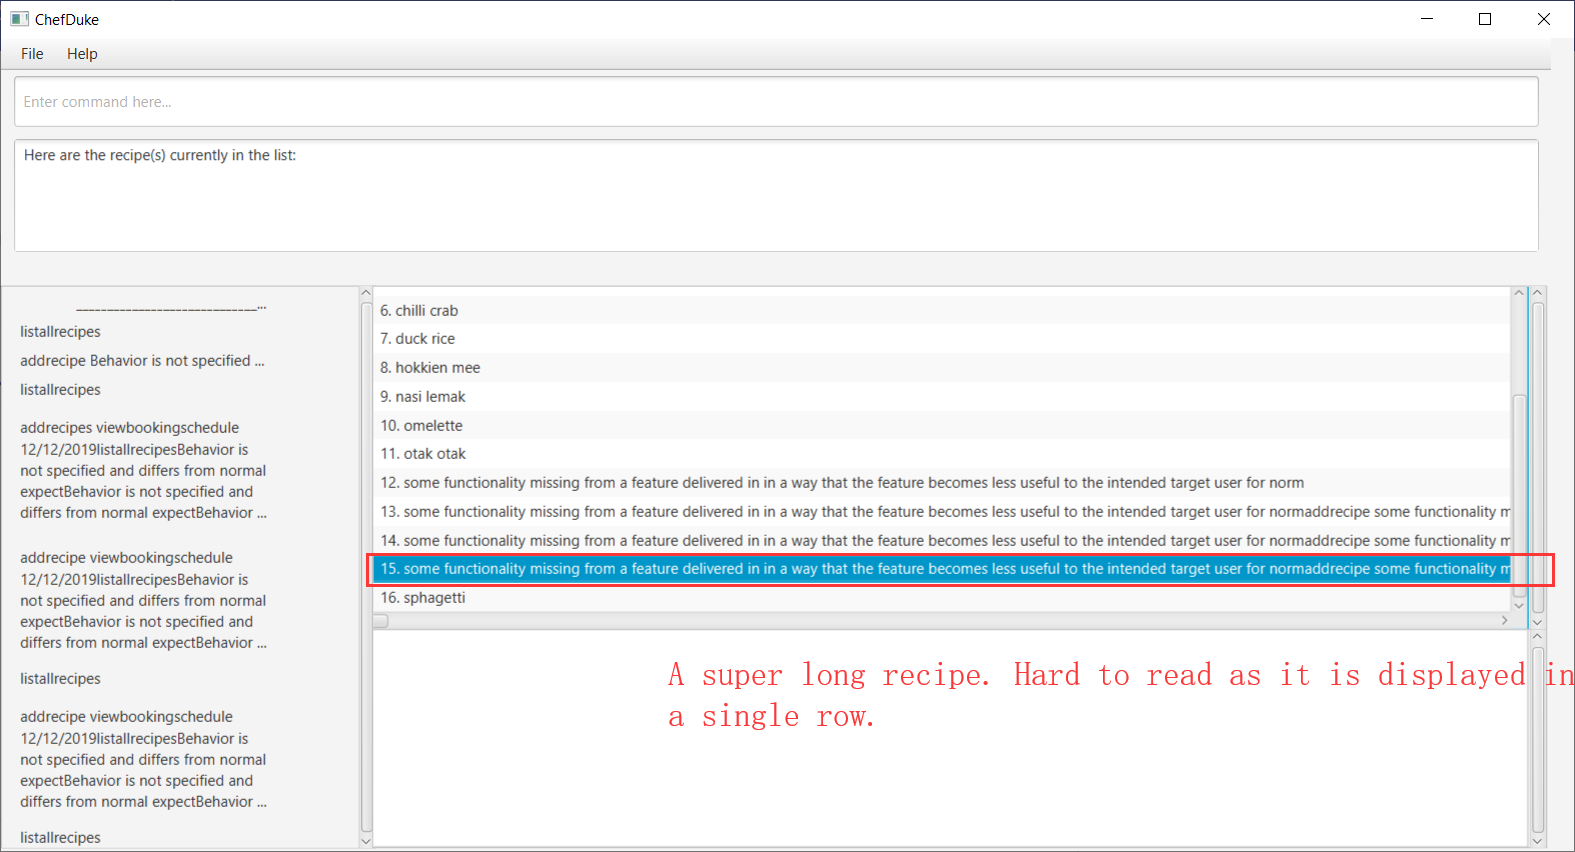 ChefDuke
File Help
Enter command here...
Here are the recipe(s) currently in the list:
______________________________...
listallrecipes
addrecipe Behavior is not specified ...
listallrecipes
addrecipes viewbookingschedule
12/12/2019listallrecipesBehavior is
not specified and differs from normal
expectBehavior is not specified and
differs from normal expectBehavior ...
addrecipe viewbookingschedule
12/12/2019listallrecipesBehavior is
not specified and differs from normal
expectBehavior is not specified and
differs from normal expectBehavior ...
listallrecipes
addrecipe viewbookingschedule
12/12/2019listallrecipesBehavior is
not specified and differs from normal
expectBehavior is not specified and
differs from normal expectBehavior ...
listallrecipes
6. chilli crab
7. duck rice
8. hokkien mee
9. nasi lemak
10. omelette
11. otak otak
12. some functionality missing from a feature delivered in in a way that the feature becomes less useful to the intended target user for norm
13. some functionality missing from a feature delivered in in a way that the feature becomes less useful to the intended target user for normaddrecipe some functionality m
14. some functionality missing from a feature delivered in in a way that the feature becomes less useful to the intended target user for normaddrecipe some functionality m
15. some functionality missing from a feature delivered in in a way that the feature becomes less useful to the intended target user for normaddrecipe some functionality m
16. sphagetti
A super long recipe. Hard to read as it is displayed in
a single row.